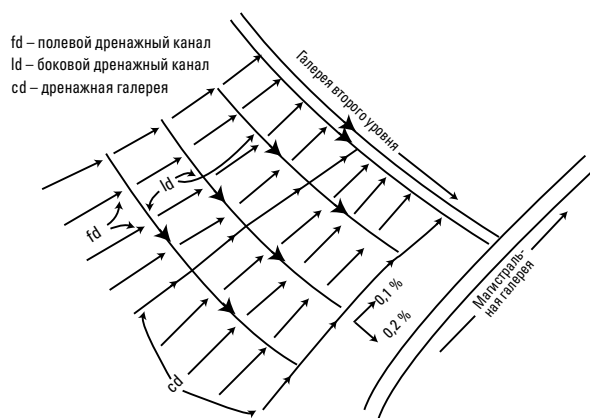 fd – полевой дренажный канал
ld – боковой дренажный канал
cd – дренажная галерея
Галерея второго уровня
ld
fd
0,1 %
0,2 %
Магистраль-
ная галерея
cd